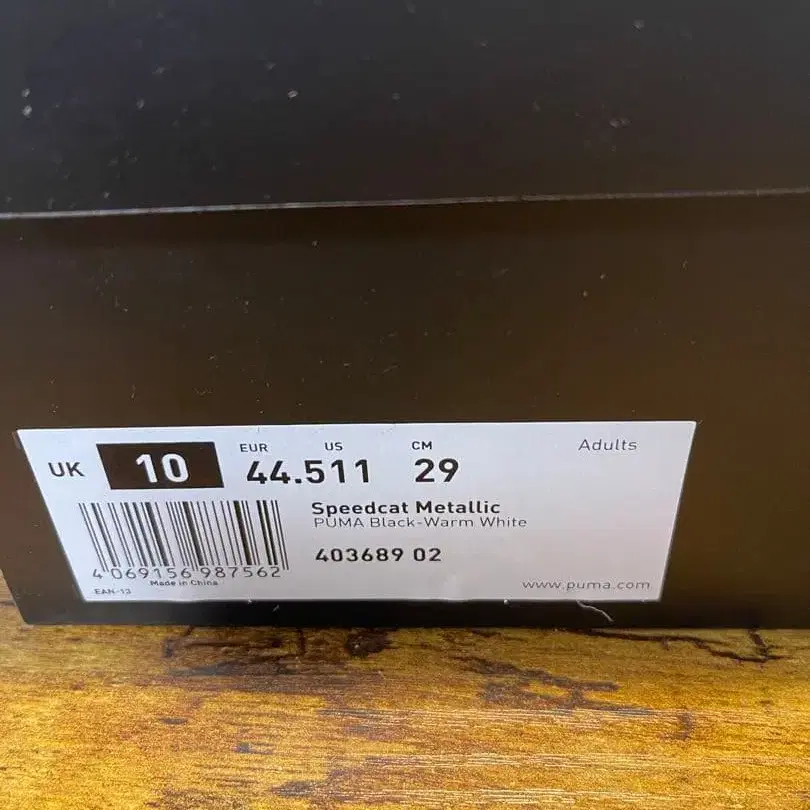 EUR US CM Adults
UK 10 44.5 11 29
Speedcat Metallic
PUMA Black-Warm White
403689 02
4 069156 987562
Made in China
EAN-13
www.puma.com